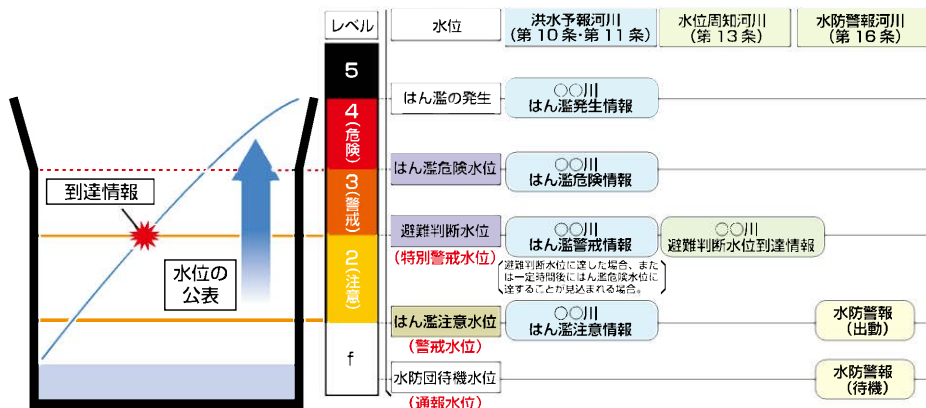 レベル
水位
洪水予報河川
(第10条・第11条)
水位周知河川
(第13条)
水防警報河川
(第16条)
5
4(危険)
3(警戒)
2(注意)
f
到達情報
水位の
公表
はん濫の発生
○○川
はん濫発生情報
はん濫危険水位
○○川
はん濫危険情報
避難判断水位
(特別警戒水位)
○○川
はん濫警戒情報
○○川
避難判断水位到達情報
避難判断水位に達した場合、また
は一定時間後にはん濫危険水位に
達することが見込まれる場合。
はん濫注意水位
(警戒水位)
○○川
はん濫注意情報
水防警報
(出動)
水防団待機水位
(通報水位)
水防警報
(待機)